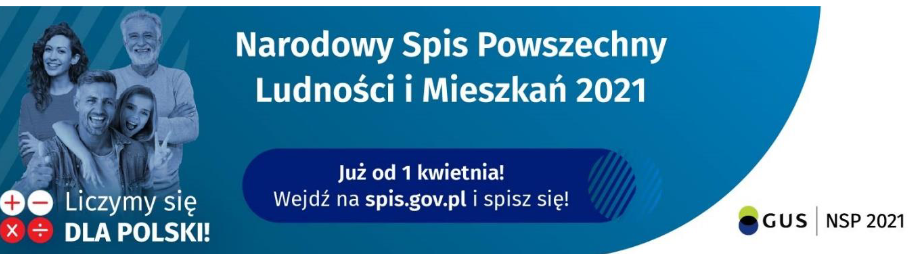 Narodowy Spis Powszechny
Ludności i Mieszkań 2021
Już od 1 kwietnia!
Wejdź na spis.gov.pl i spisz się!
Liczymy się
DLA POLSKI!
GUS | NSP 2021